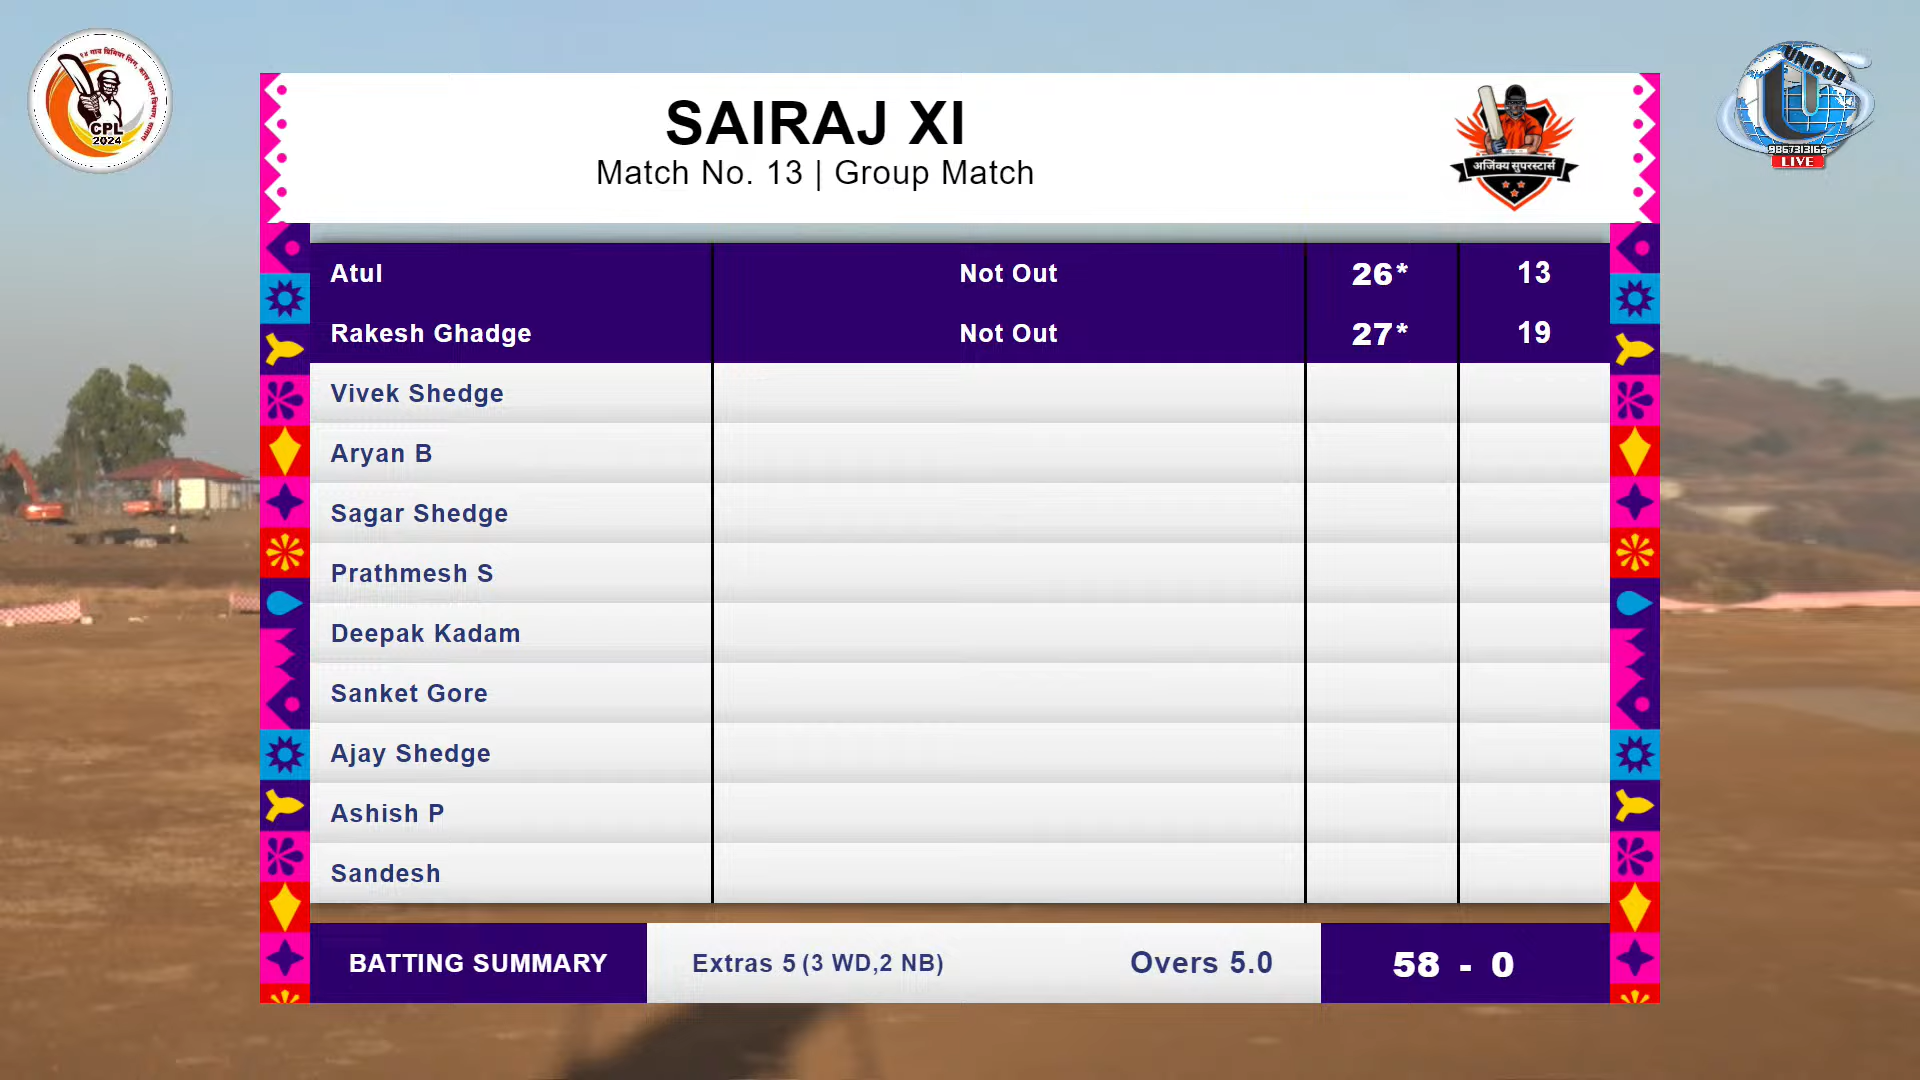 CPL
2024
UNIQUE
9867313162
LIVE
SAIRAJ XI
Match No. 13 | Group Match
अजिंक्य सुपरस्टार्स
Atul Not Out 26* 13
Rakesh Ghadge Not Out 27* 19
Vivek Shedge
Aryan B
Sagar Shedge
Prathmesh S
Deepak Kadam
Sanket Gore
Ajay Shedge
Ashish P
Sandesh
BATTING SUMMARY Extras 5 (3 WD,2 NB) Overs 5.0 58 - 0